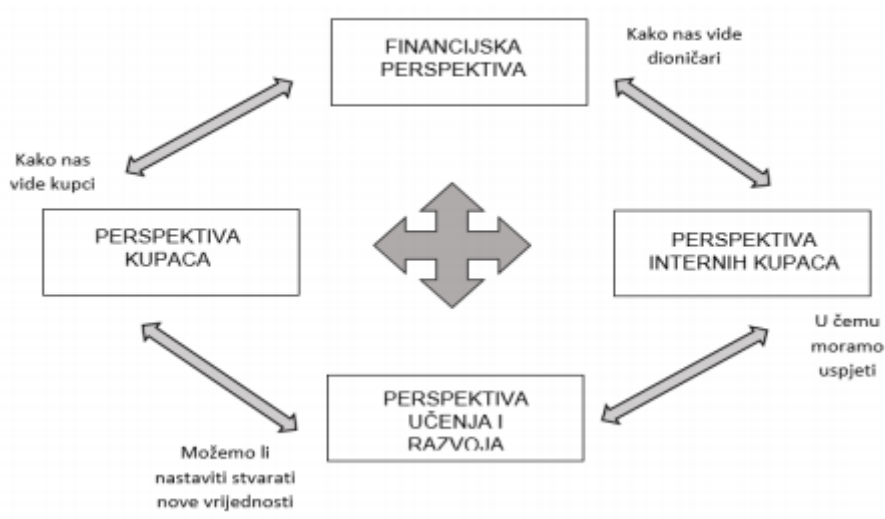 FINANCIJSKA
PERSPEKTIVA
Kako nas vide
dioničari
Kako nas
vide kupci
PERSPEKTIVA
KUPACA
PERSPEKTIVA
INTERNIH KUPACA
U čemu
moramo
uspjeti
PERSPEKTIVA
UČENJA I
RAZVOJA
Možemo li
nastaviti stvarati
nove vrijednosti